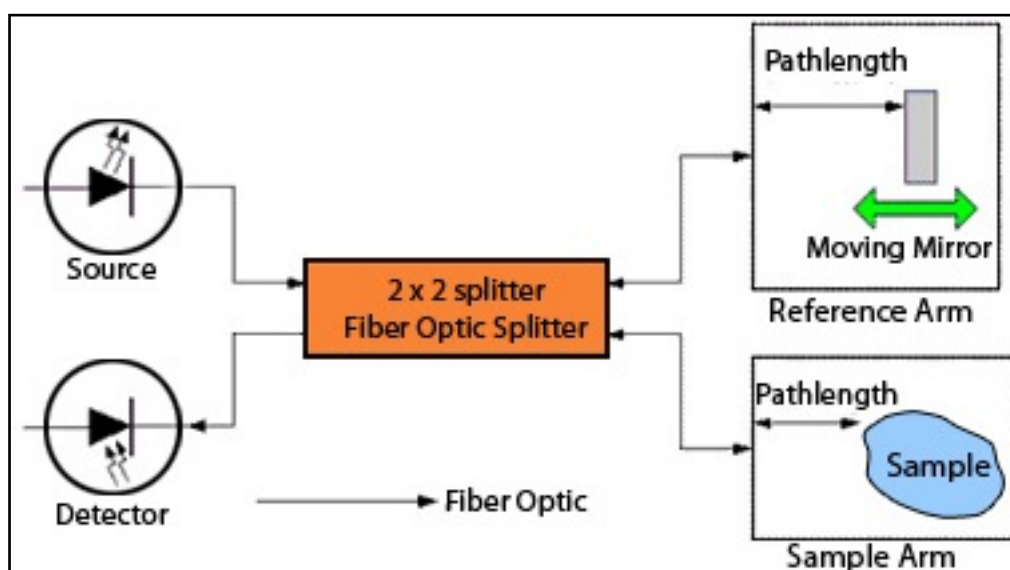 Pathlength
Moving Mirror
Reference Arm
Source
2 x 2 splitter
Fiber Optic Splitter
Pathlength
Sample
Sample Arm
Detector
Fiber Optic